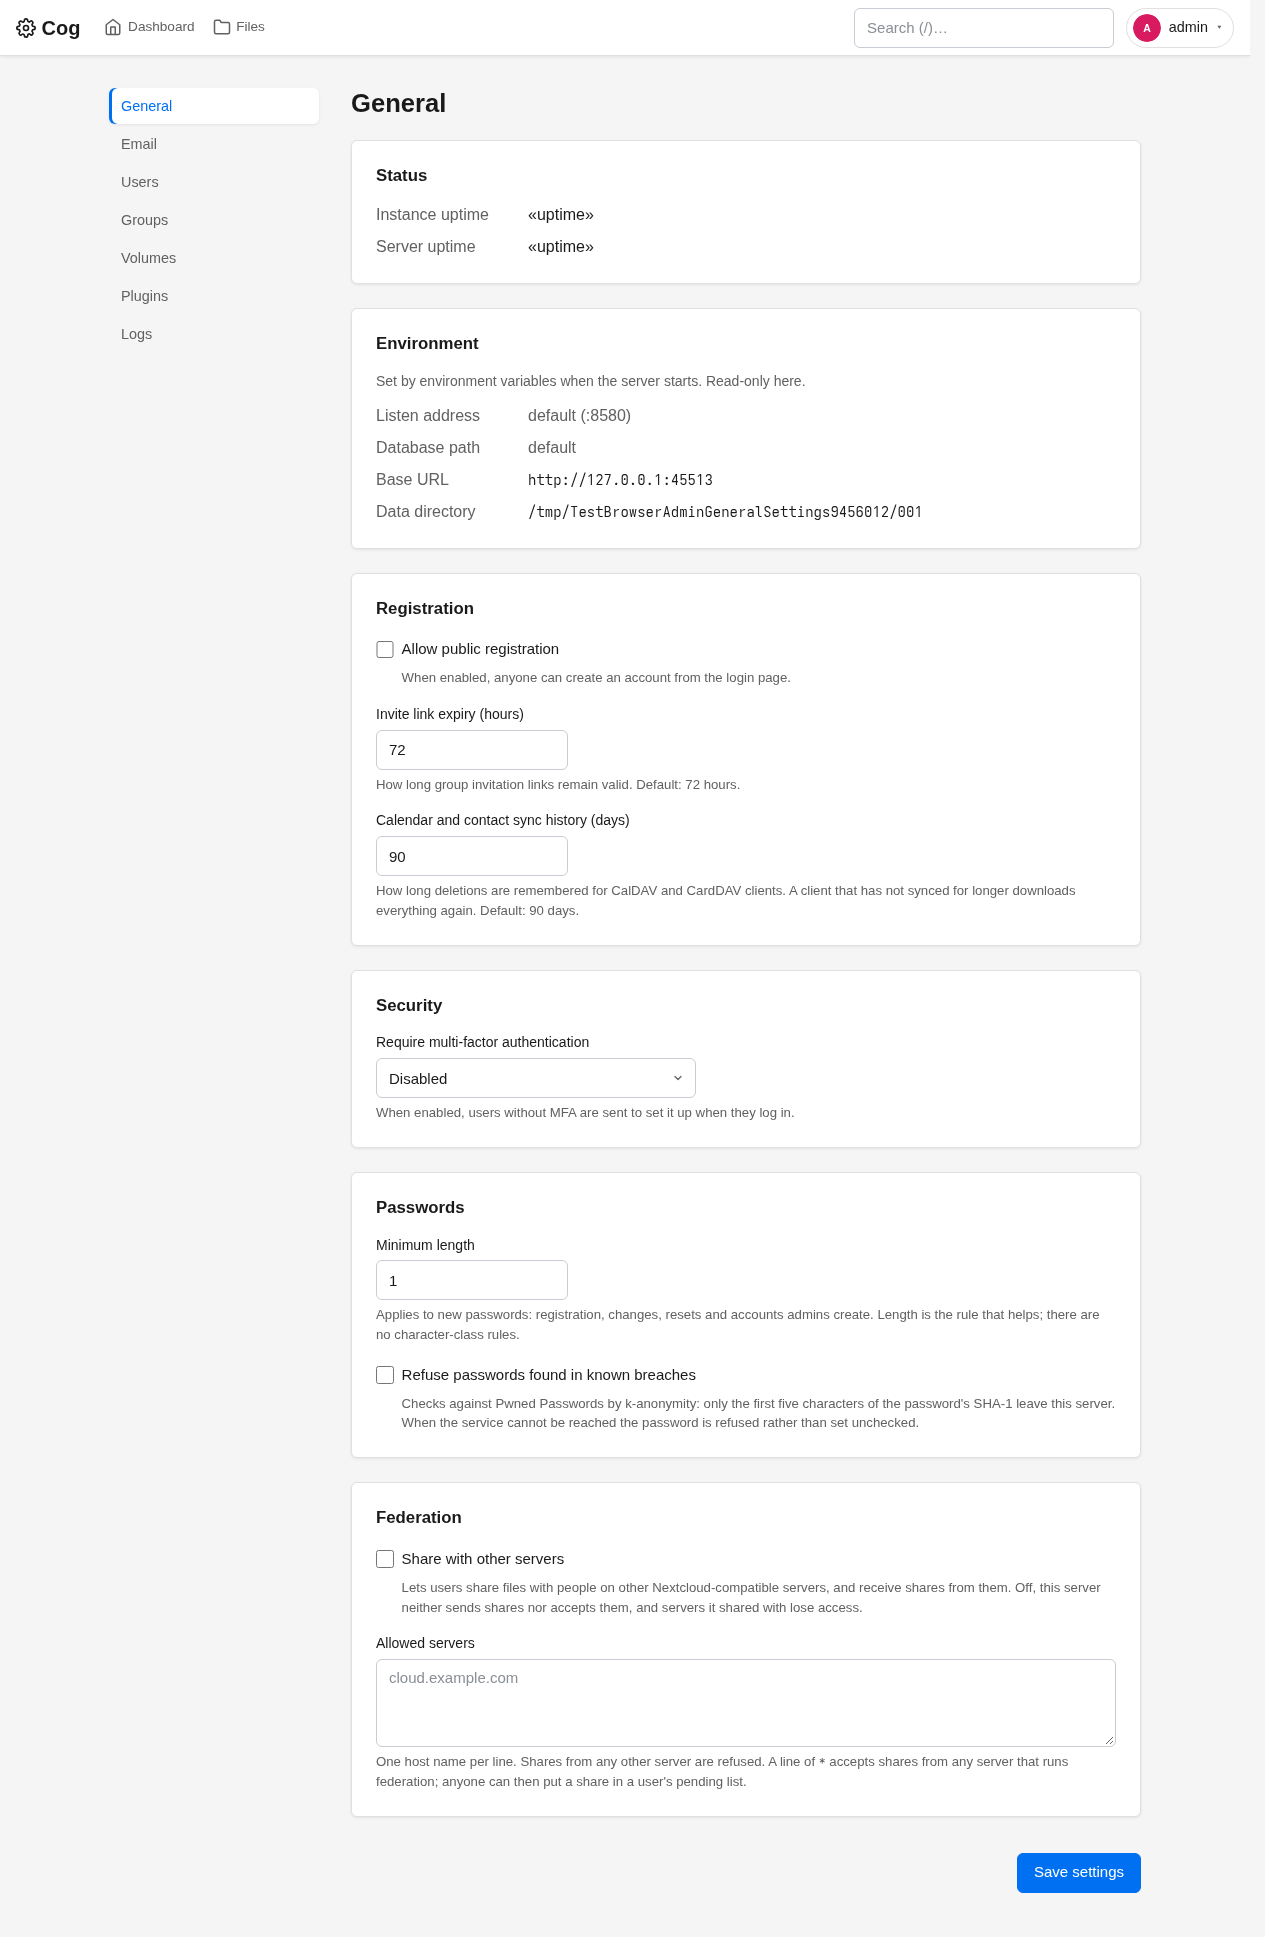 Cog
Dashboard
Files
Search (/)…
A
admin
General
Email
Users
Groups
Volumes
Plugins
Logs
General
Status
Instance uptime «uptime»
Server uptime «uptime»
Environment
Set by environment variables when the server starts. Read-only here.
Listen address default (:8580)
Database path default
Base URL http://127.0.0.1:45513
Data directory /tmp/TestBrowserAdminGeneralSettings9456012/001
Registration
Allow public registration
When enabled, anyone can create an account from the login page.
Invite link expiry (hours)
72
How long group invitation links remain valid. Default: 72 hours.
Calendar and contact sync history (days)
90
How long deletions are remembered for CalDAV and CardDAV clients. A client that has not synced for longer downloads
everything again. Default: 90 days.
Security
Require multi-factor authentication
Disabled
When enabled, users without MFA are sent to set it up when they log in.
Passwords
Minimum length
1
Applies to new passwords: registration, changes, resets and accounts admins create. Length is the rule that helps; there are
no character-class rules.
Refuse passwords found in known breaches
Checks against Pwned Passwords by k-anonymity: only the first five characters of the password's SHA-1 leave this server.
When the service cannot be reached the password is refused rather than set unchecked.
Federation
Share with other servers
Lets users share files with people on other Nextcloud-compatible servers, and receive shares from them. Off, this server
neither sends shares nor accepts them, and servers it shared with lose access.
Allowed servers
cloud.example.com
One host name per line. Shares from any other server are refused. A line of * accepts shares from any server that runs
federation; anyone can then put a share in a user's pending list.
Save settings